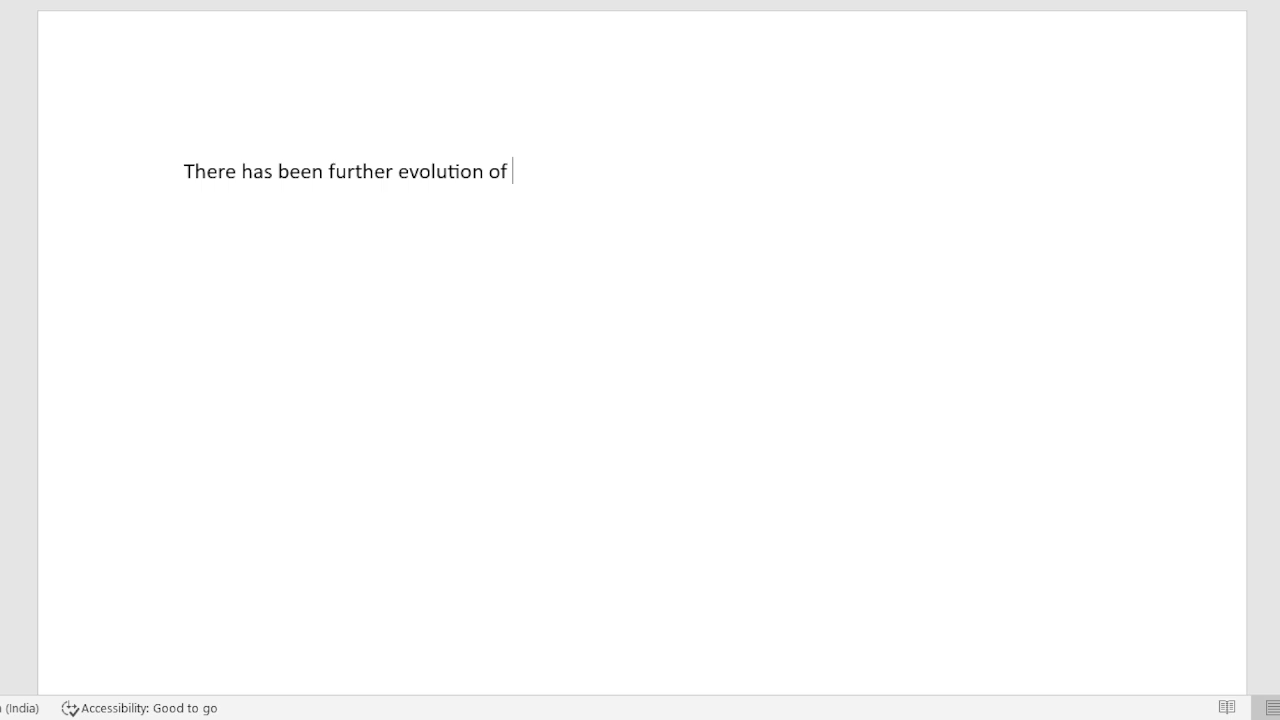 There has been further evolution of
(India) Accessibility: Good to go